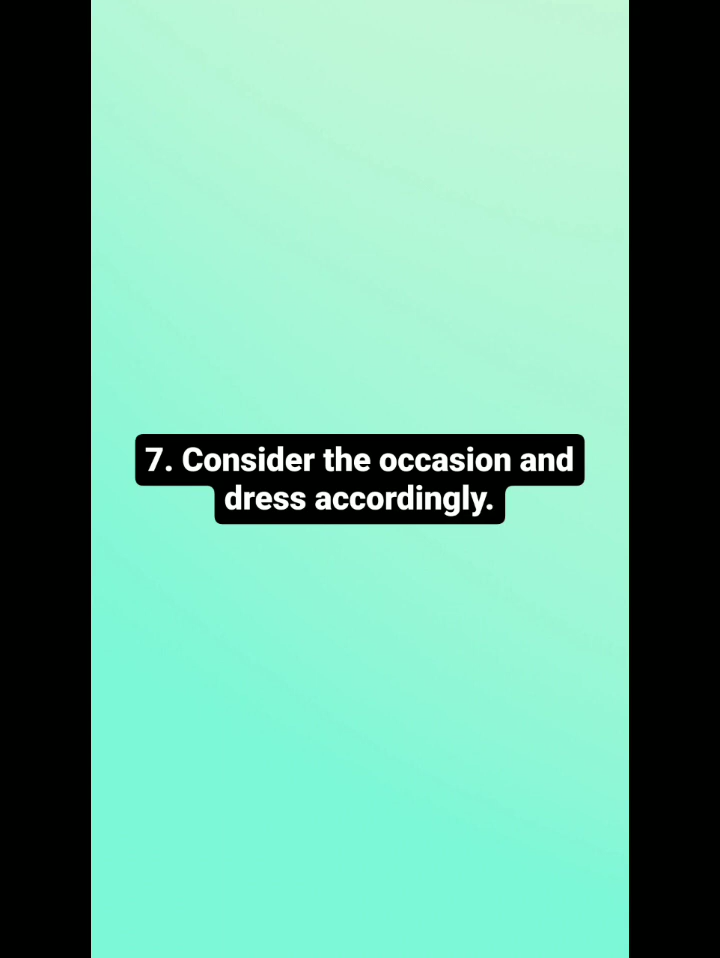 7. Consider the occasion and
dress accordingly.